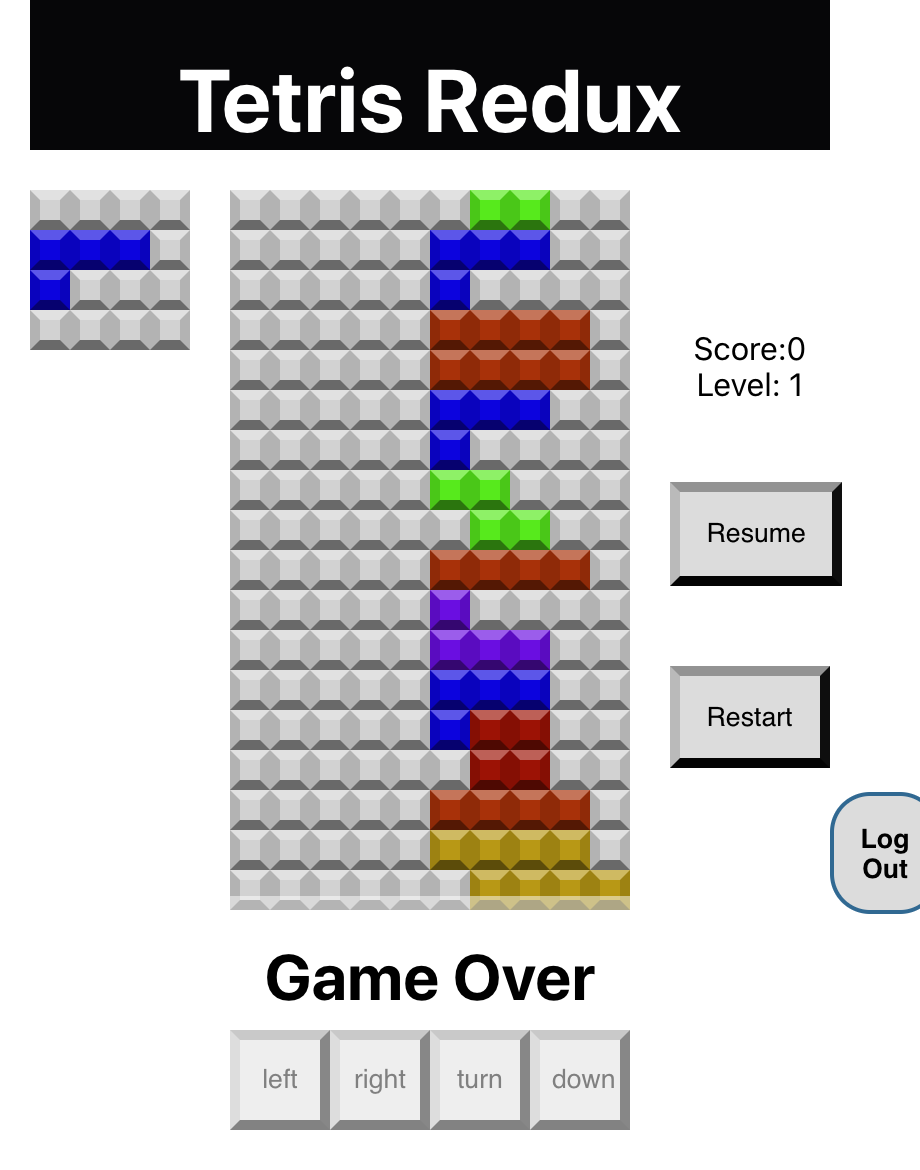 Tetris Redux
Score:0
Level: 1
Resume
Restart
Log
Out
Game Over
left
right
turn
down